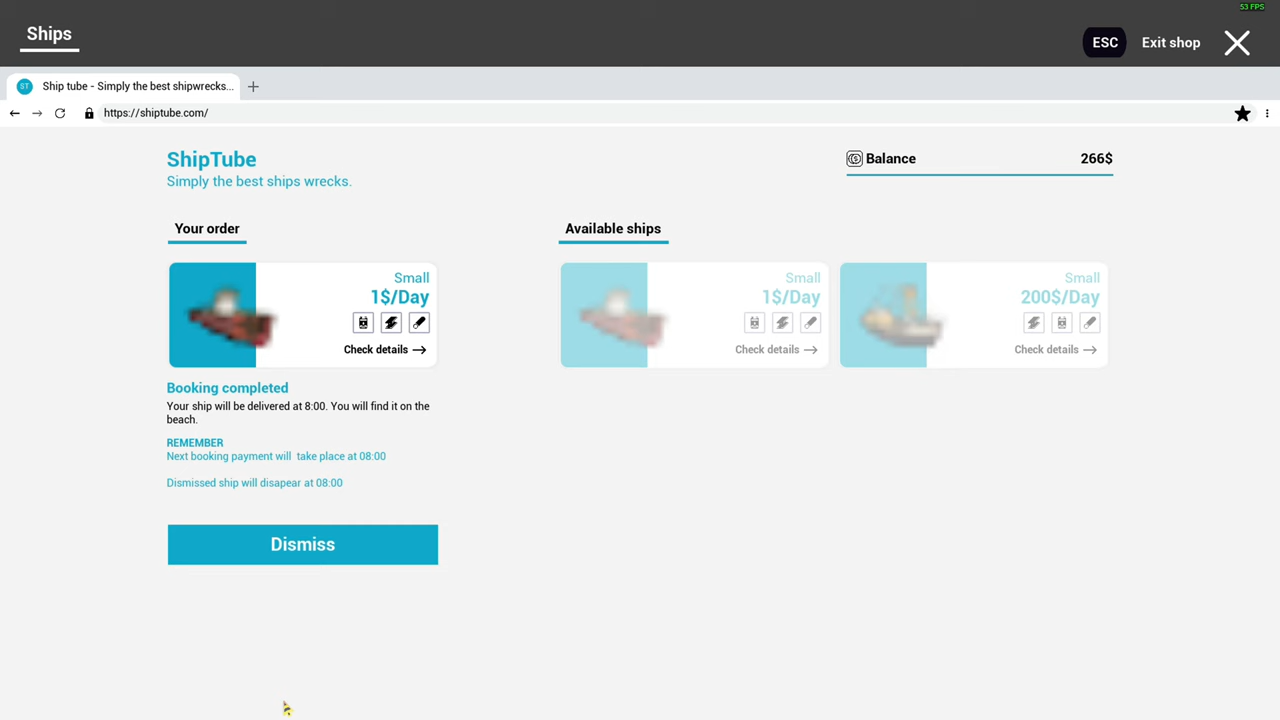 53 FPS
Ships
ESC
Exit shop
ST
Ship tube - Simply the best shipwrecks...
https://shiptube.com/
ShipTube
Simply the best ships wrecks.
Balance
266$
Your order
Available ships
Small
1$/Day
Check details
Small
1$/Day
Check details
Small
200$/Day
Check details
Booking completed
Your ship will be delivered at 8:00. You will find it on the
beach.
REMEMBER
Next booking payment will take place at 08:00
Dismissed ship will disapear at 08:00
Dismiss